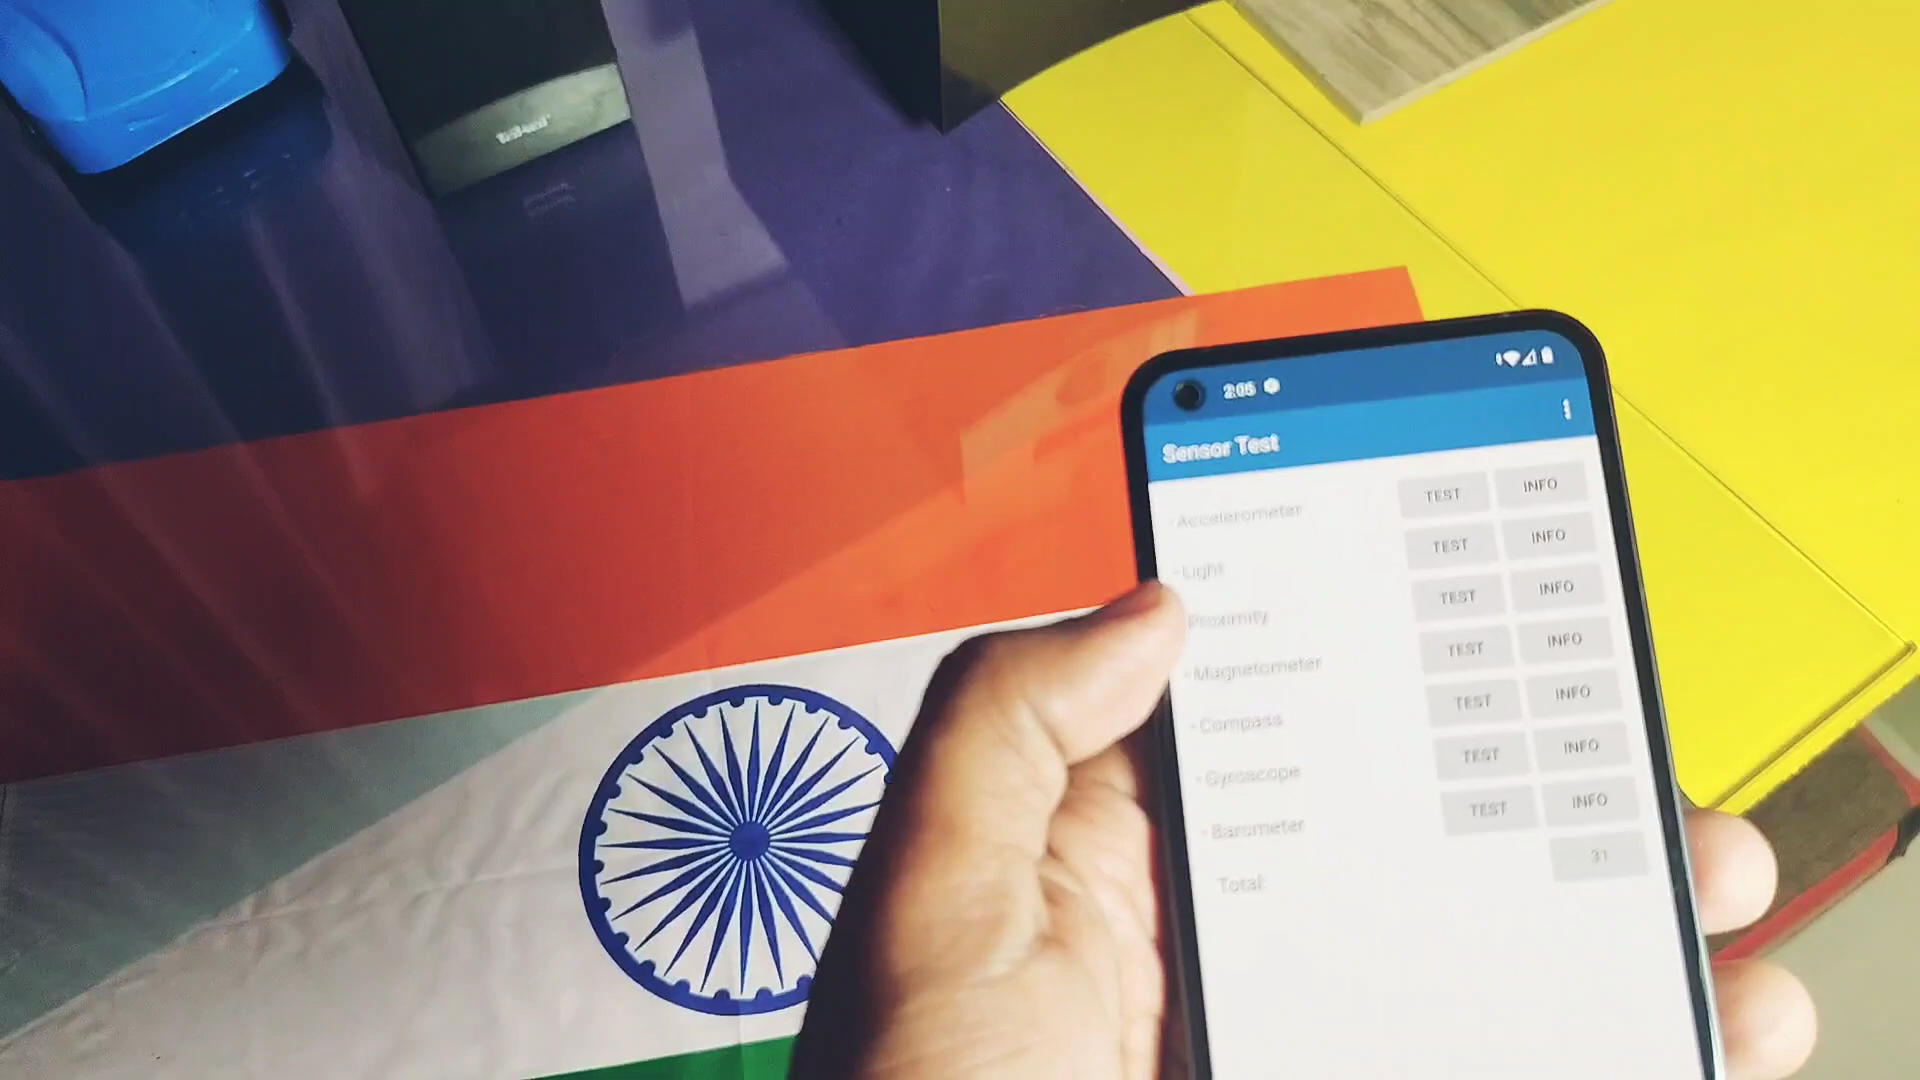 2:05
Sensor Test
- Accelerometer TEST INFO
- Light TEST INFO
Proximity TEST INFO
- Magnetometer TEST INFO
- Compass TEST INFO
- Gyroscope TEST INFO
- Barometer TEST INFO
Total: 31